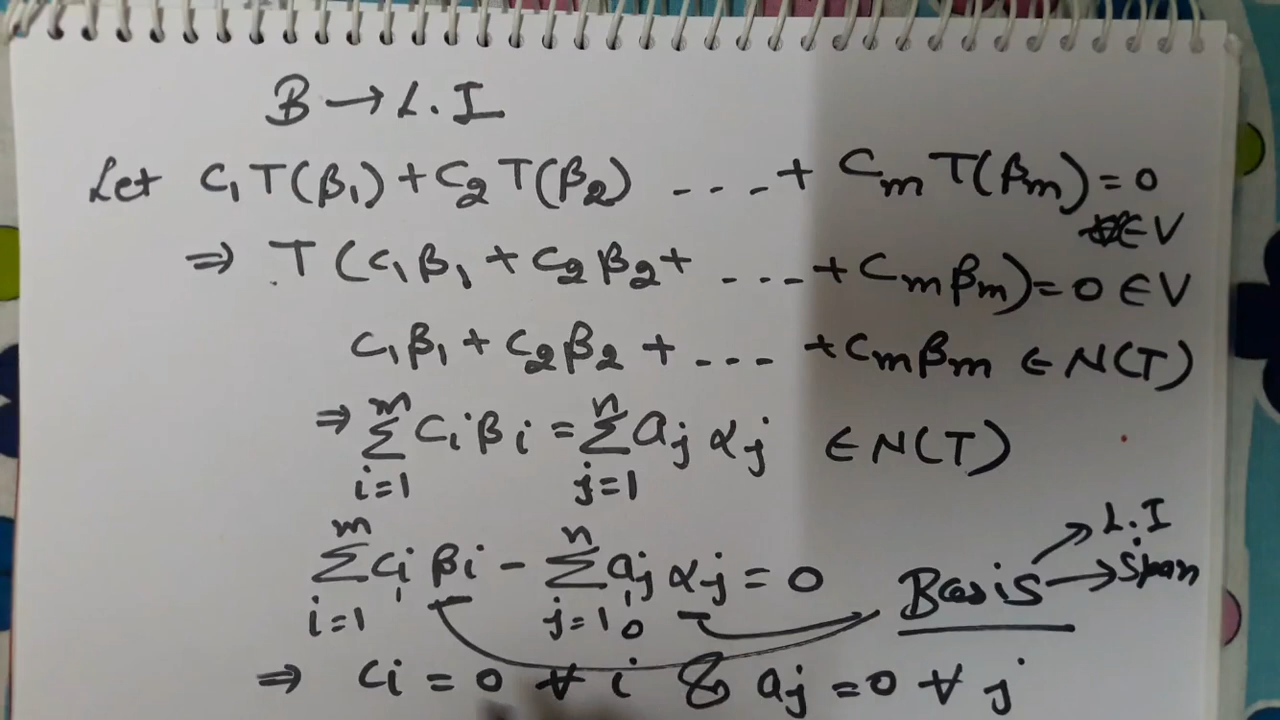 B → L.I
Let C₁T(β₁) + C₂T(β₂) ---- + CₘT(βₘ) = 0
∈ V
⇒ T(C₁β₁ + C₂β₂ + ---- + Cₘβₘ) = 0 ∈ V
C₁β₁ + C₂β₂ + ---- + Cₘβₘ ∈ N(T)
⇒ ∑ᵢ₌₁ᵐ Cᵢβᵢ = ∑ⱼ₌₁ⁿ aⱼαⱼ ∈ N(T)
L.I
∑ᵢ₌₁ᵐ Cᵢβᵢ - ∑ⱼ₌₁ⁿ aⱼαⱼ = 0 Basis → Span
0
⇒ Cᵢ = 0 ∀ i & aⱼ = 0 ∀ j